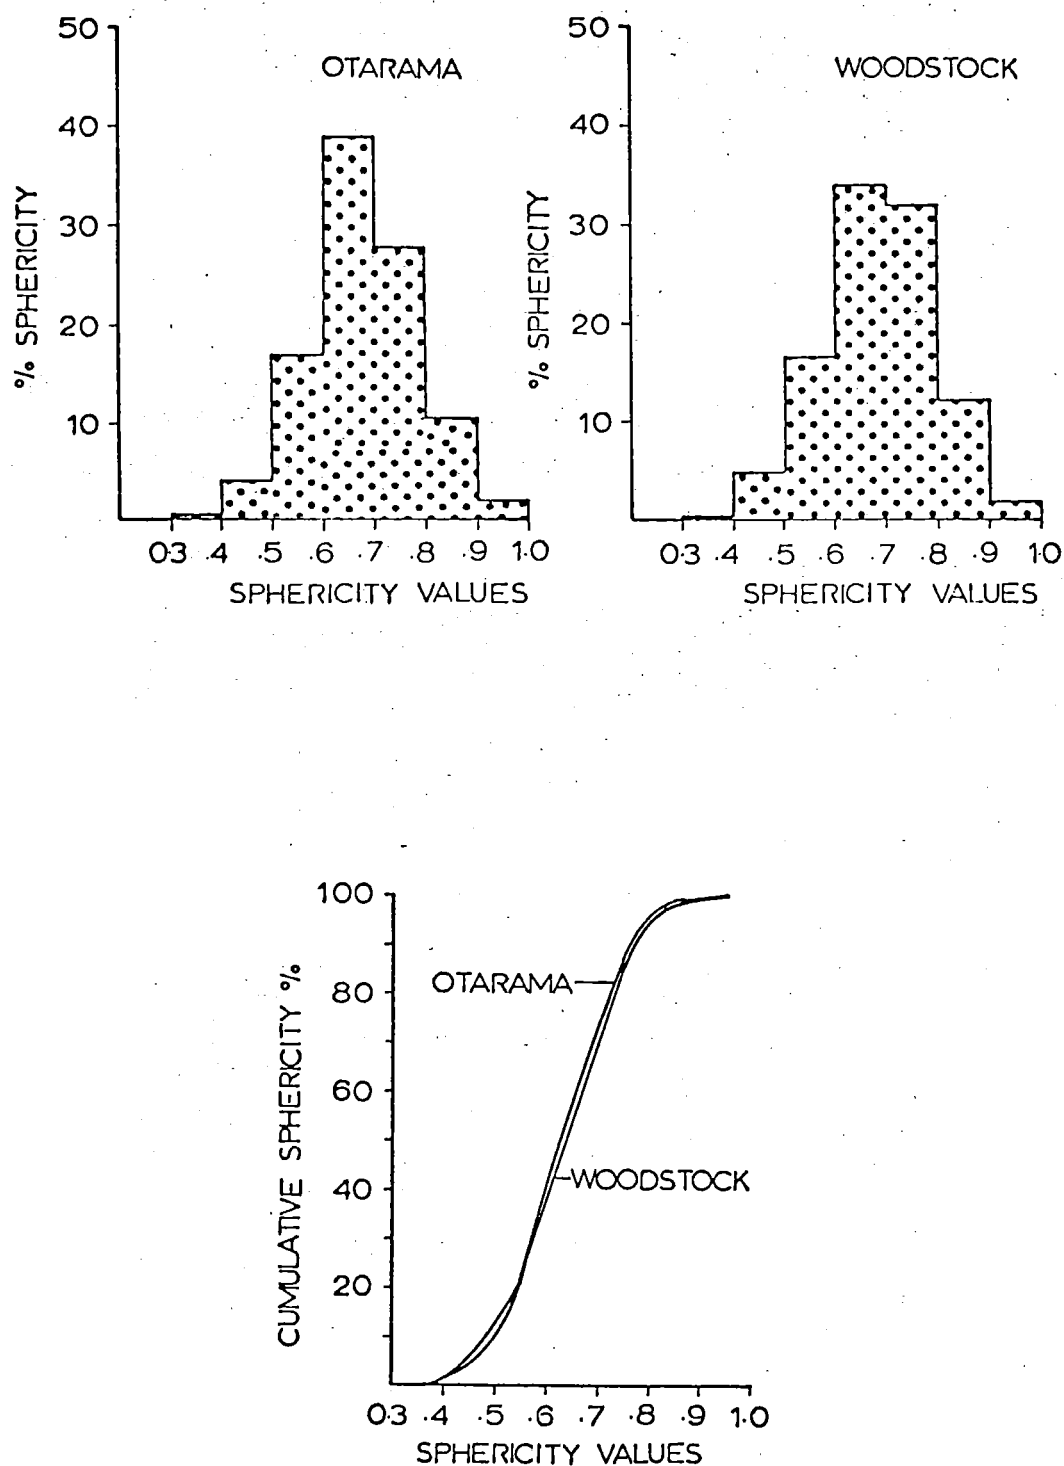 50
40
30
20
10
% SPHERICITY
OTARAMA
0.3 .4 .5 .6 .7 .8 .9 1.0
SPHERICITY VALUES
50
40
30
20
10
% SPHERICITY
WOODSTOCK
0.3 .4 .5 .6 .7 .8 .9 1.0
SPHERICITY VALUES
100
80
60
40
20
CUMULATIVE SPHERICITY %
OTARAMA
WOODSTOCK
0.3 .4 .5 .6 .7 .8 .9 1.0
SPHERICITY VALUES